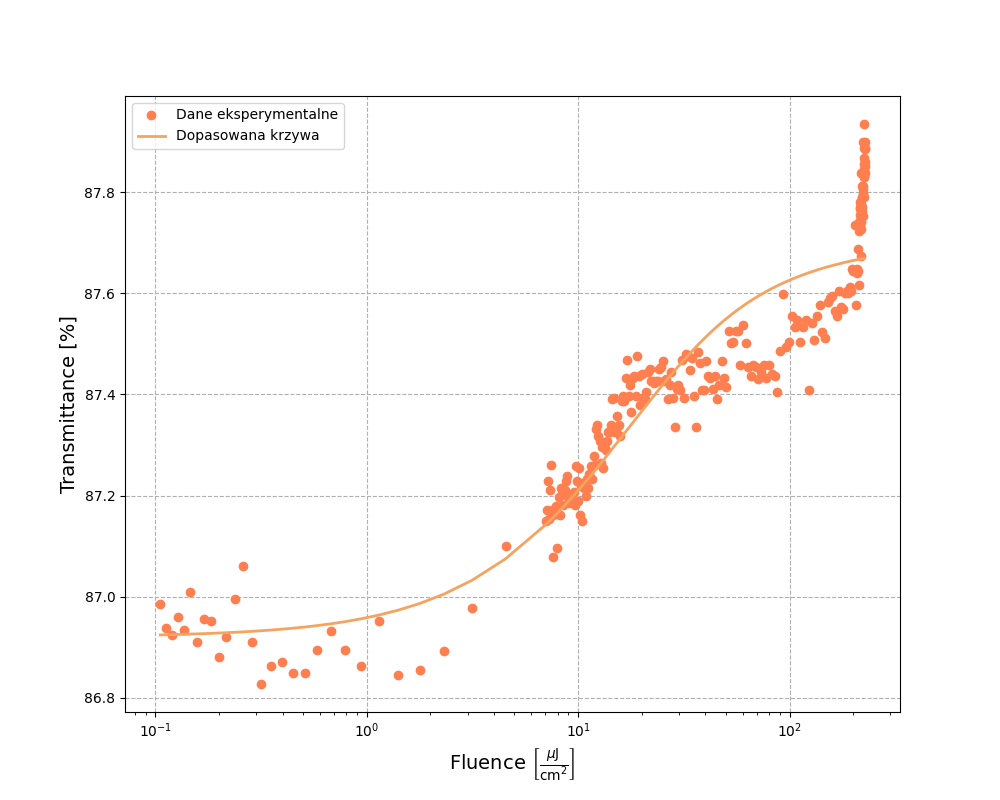 Dane eksperymentalne
Dopasowana krzywa
Transmittance [%]
87.8
87.6
87.4
87.2
87.0
86.8
10⁻¹
10⁰
10¹
10²
Fluence [μJ/cm²]